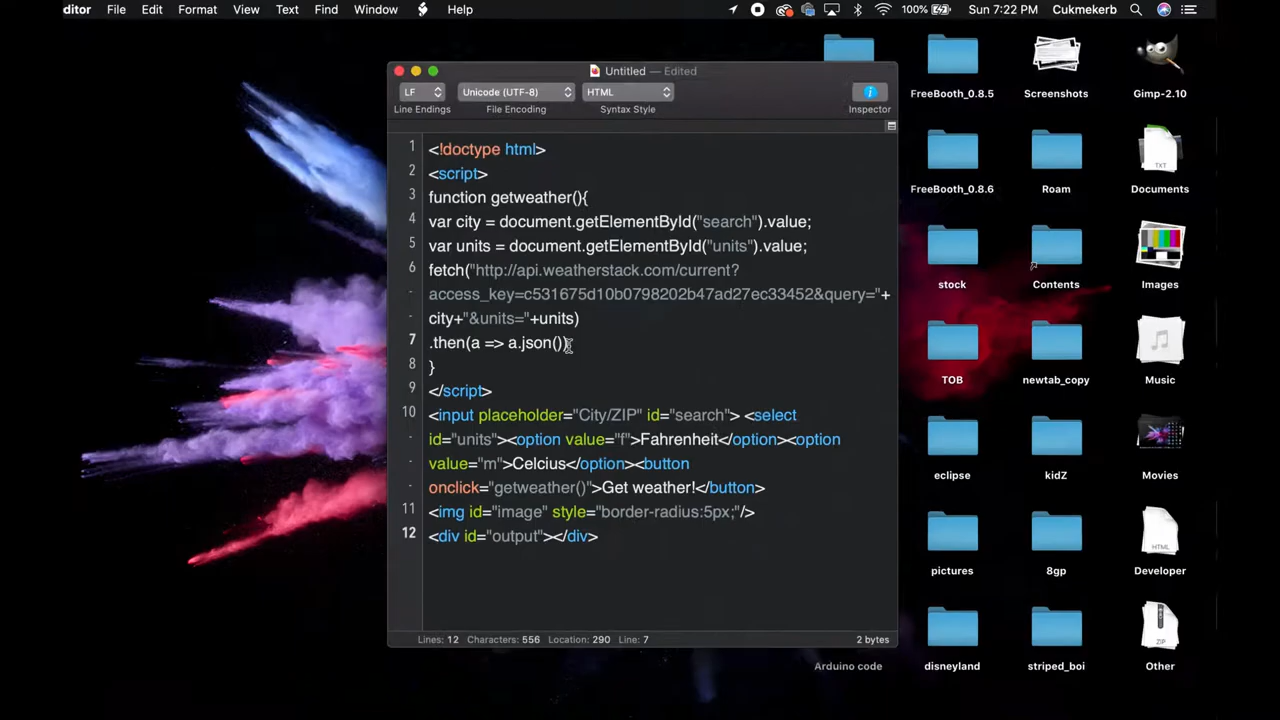 ditor File Edit Format View Text Find Window Help 100% Sun 7:22 PM Cukmekerb
Untitled — Edited
LF Unicode (UTF-8) HTML
Line Endings File Encoding Syntax Style Inspector
1 <!doctype html>
2 <script>
3 function getweather(){
4 var city = document.getElementById("search").value;
5 var units = document.getElementById("units").value;
6 fetch("http://api.weatherstack.com/current?
- access_key=c531675d10b0798202b47ad27ec33452&query="+
- city+"&units="+units)
7 .then(a => a.json())
8 }
9 </script>
10 <input placeholder="City/ZIP" id="search"> <select
- id="units"><option value="f">Fahrenheit</option><option
- value="m">Celcius</option><button
- onclick="getweather()">Get weather!</button>
11 <img id="image" style="border-radius:5px;"/>
12 <div id="output"></div>
Lines: 12 Characters: 556 Location: 290 Line: 7 2 bytes
FreeBooth_0.8.5 Screenshots Gimp-2.10
TXT
FreeBooth_0.8.6 Roam Documents
stock Contents Images
TOB newtab_copy Music
eclipse kidZ Movies
HTML
pictures 8gp Developer
ZIP
Arduino code disneyland striped_boi Other